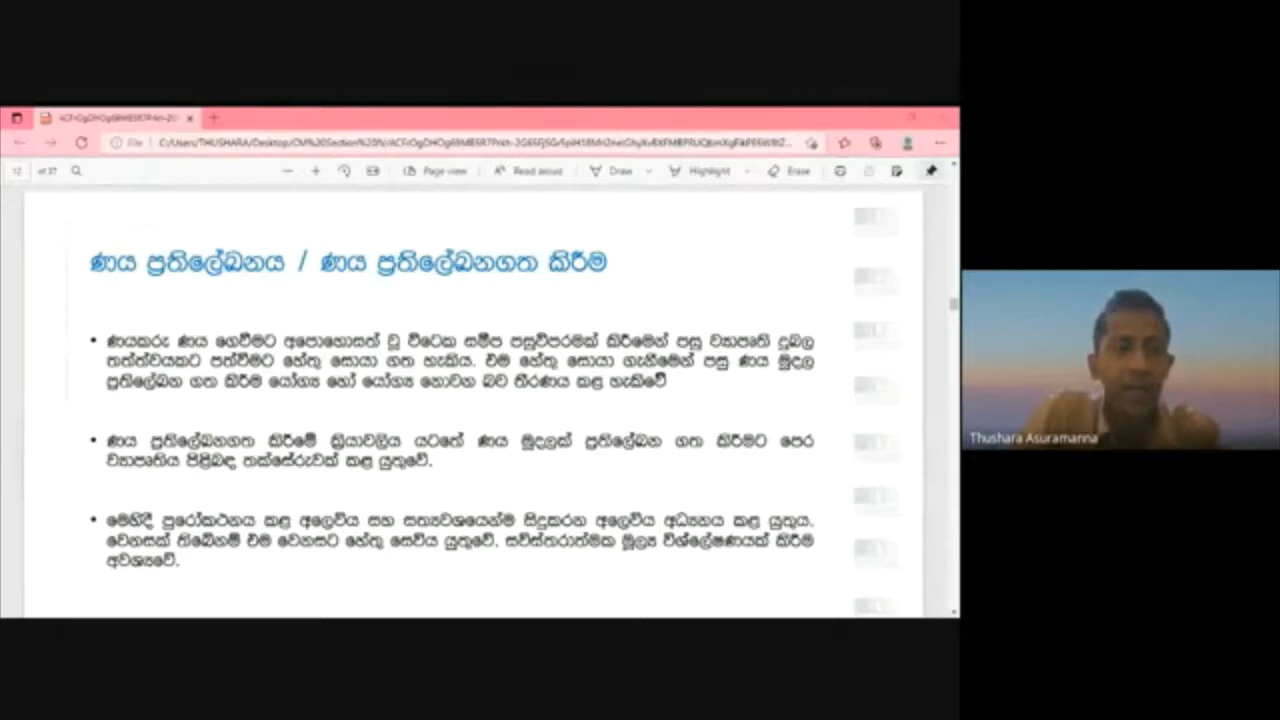 12 of 37
Page view
Read aloud
Draw
Highlight
Erase
ණය ප්‍රතිලේඛනය / ණය ප්‍රතිලේඛනගත කිරීම
• ණයකරු ණය ගෙවීමට අපොහොසත් වූ විටෙක සමීප පසුවිපරමක් කිරීමෙන් පසු ව්‍යාපෘති දුබල
තත්ත්වයකට පත්වීමට හේතු සොයා ගත හැකිය. එම හේතු සොයා ගැනීමෙන් පසු ණය මුදල
ප්‍රතිලේඛන ගත කිරීම යෝග්‍ය හෝ යෝග්‍ය නොවන බව තීරණය කළ හැකිවේ
• ණය ප්‍රතිලේඛනගත කිරීමේ ක්‍රියාවලිය යටතේ ණය මුදලක් ප්‍රතිලේඛන ගත කිරීමට පෙර
ව්‍යාපෘතිය පිළිබඳ තක්සේරුවක් කළ යුතුවේ.
• මෙහිදී පුරෝකථනය කළ අලෙවිය සහ සත්‍යවශයෙන්ම සිදුකරන අලෙවිය අධ්‍යනය කළ යුතුය.
වෙනසක් තිබේනම් එම වෙනසට හේතු සෙවිය යුතුවේ. සවිස්තරාත්මක මූල්‍ය විශ්ලේෂණයක් කිරීම
අවශ්‍යවේ.
Thushara Asuramanna